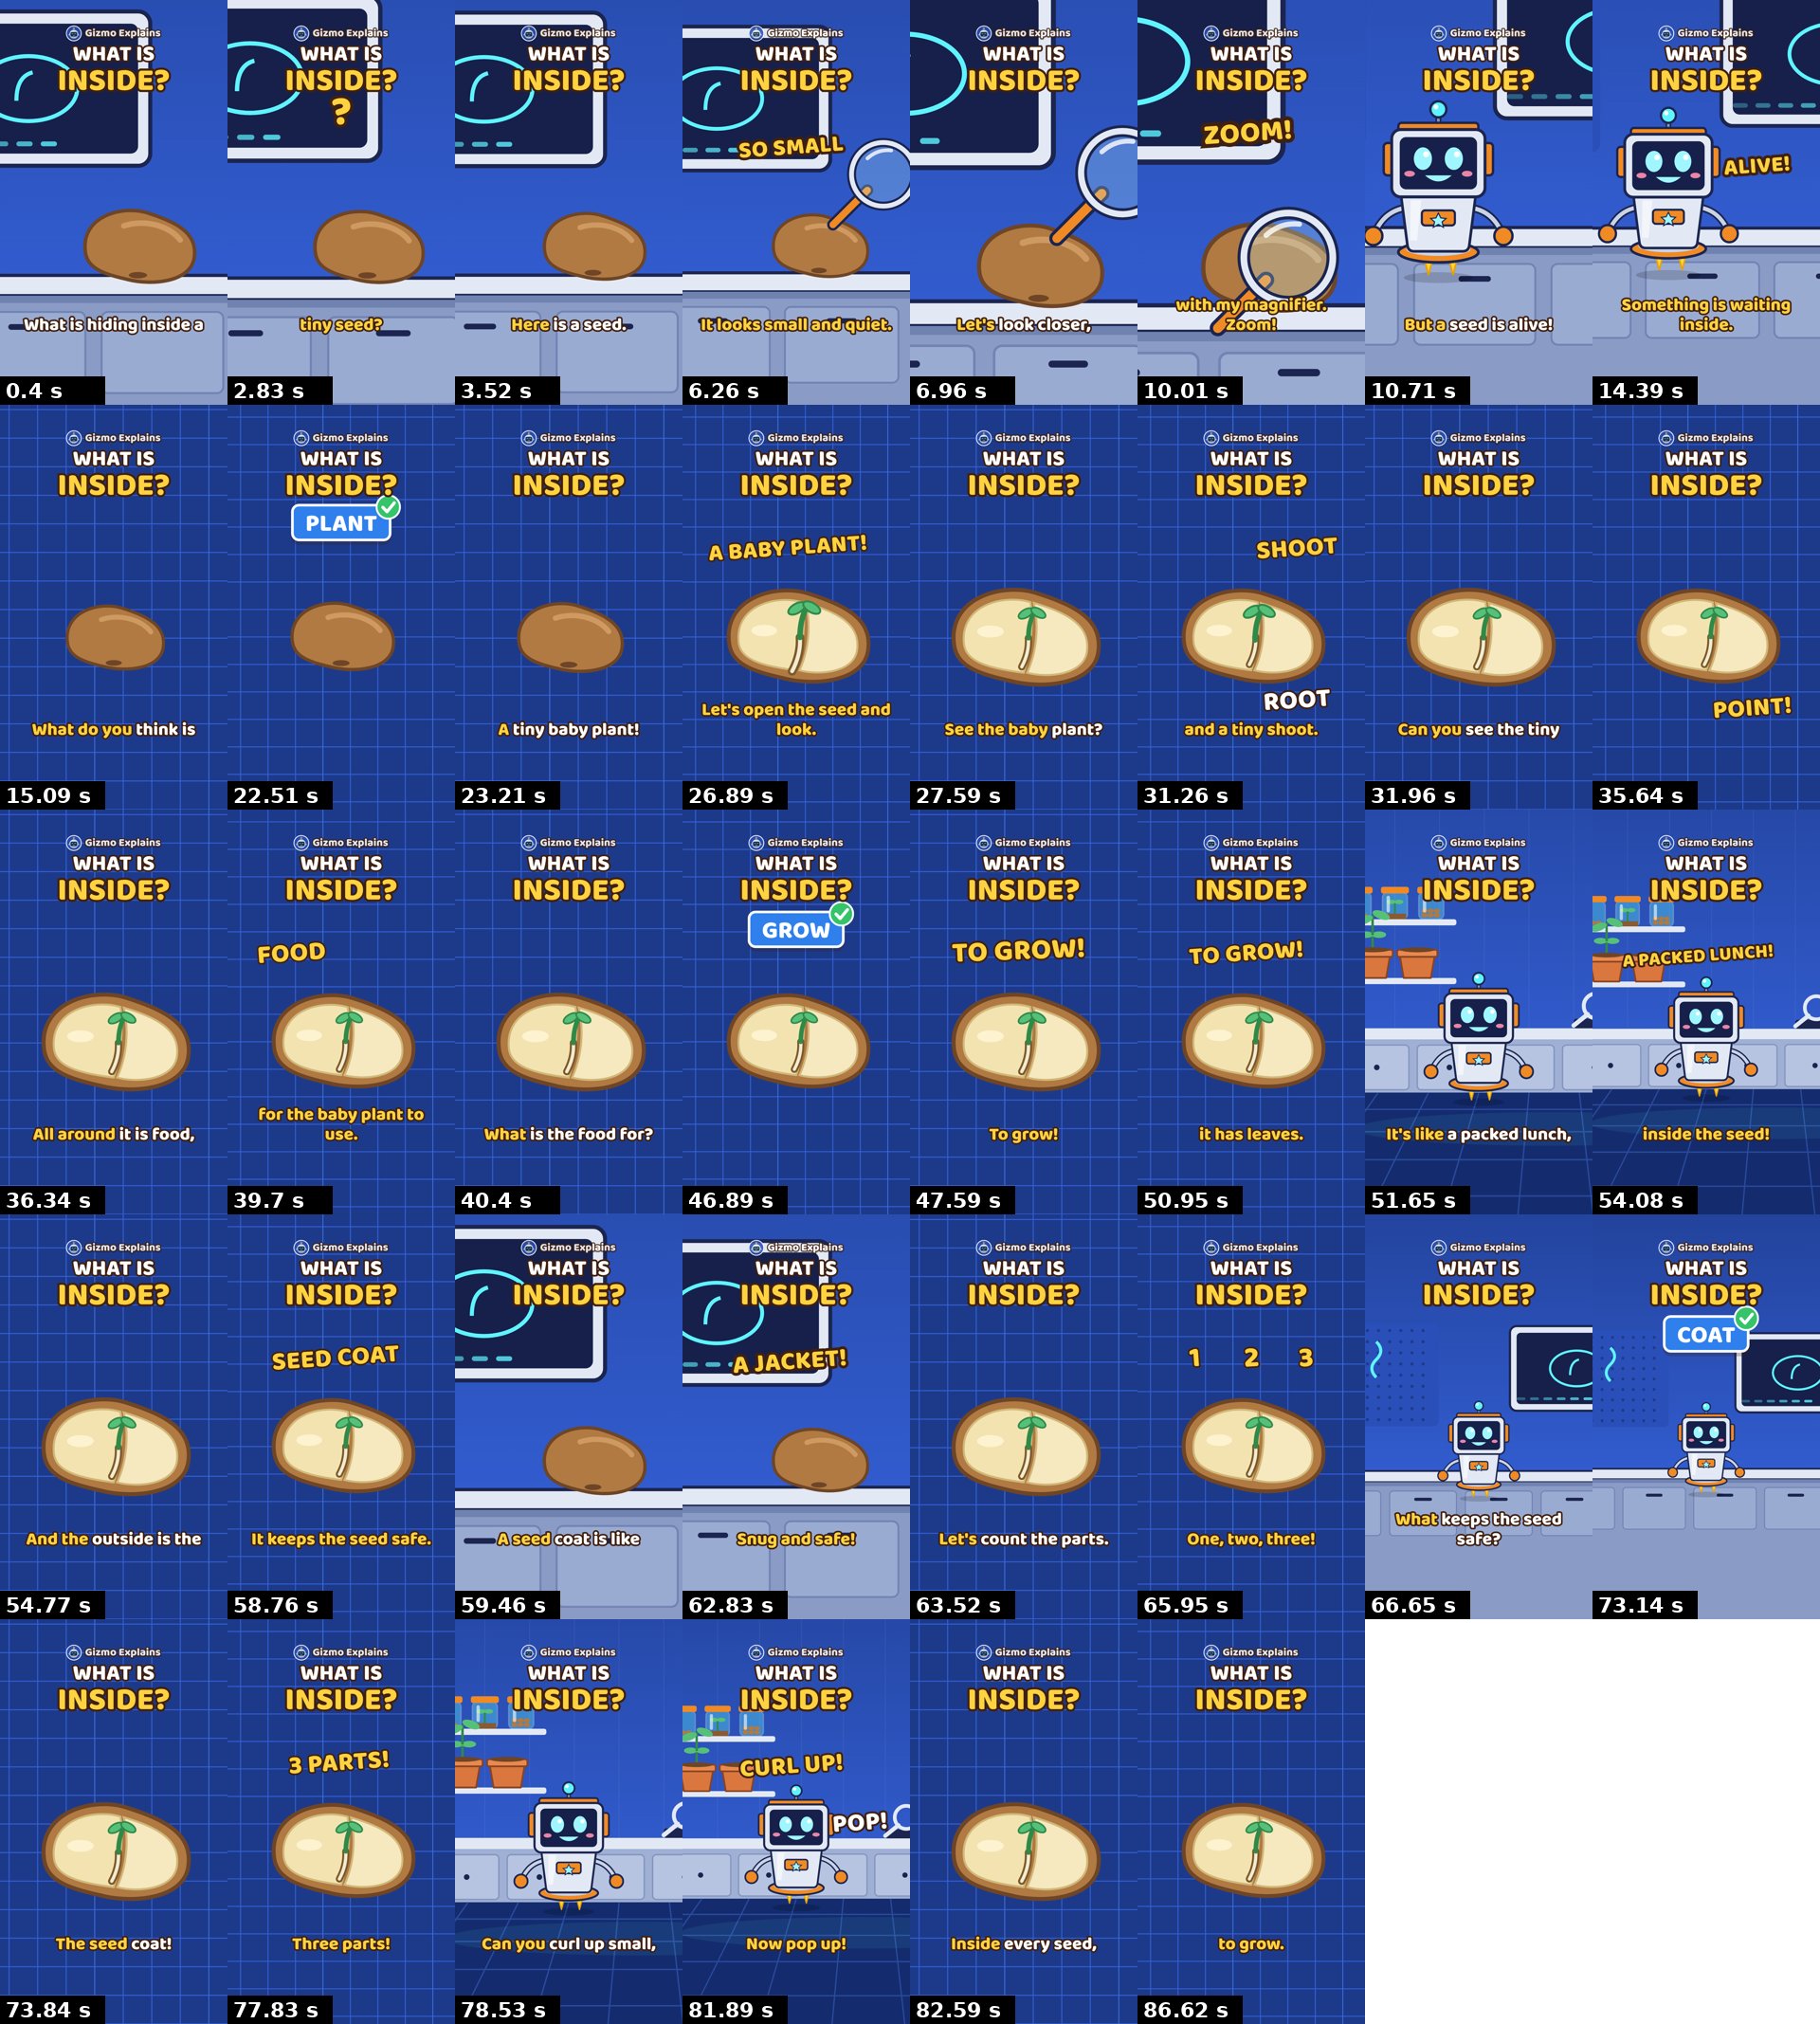 Gizmo Explains
WHAT IS
INSIDE?
What is hiding inside a
0.4 s
Gizmo Explains
WHAT IS
INSIDE?
?
tiny seed?
2.83 s
Gizmo Explains
WHAT IS
INSIDE?
Here is a seed.
3.52 s
Gizmo Explains
WHAT IS
INSIDE?
SO SMALL
It looks small and quiet.
6.26 s
Gizmo Explains
WHAT IS
INSIDE?
Let's look closer,
6.96 s
Gizmo Explains
WHAT IS
INSIDE?
ZOOM!
with my magnifier.
Zoom!
10.01 s
Gizmo Explains
WHAT IS
INSIDE?
But a seed is alive!
10.71 s
Gizmo Explains
WHAT IS
INSIDE?
ALIVE!
Something is waiting
inside.
14.39 s
Gizmo Explains
WHAT IS
INSIDE?
What do you think is
15.09 s
Gizmo Explains
WHAT IS
INSIDE?
PLANT
22.51 s
Gizmo Explains
WHAT IS
INSIDE?
A tiny baby plant!
23.21 s
Gizmo Explains
WHAT IS
INSIDE?
A BABY PLANT!
Let's open the seed and
look.
26.89 s
Gizmo Explains
WHAT IS
INSIDE?
See the baby plant?
27.59 s
Gizmo Explains
WHAT IS
INSIDE?
SHOOT
ROOT
and a tiny shoot.
31.26 s
Gizmo Explains
WHAT IS
INSIDE?
Can you see the tiny
31.96 s
Gizmo Explains
WHAT IS
INSIDE?
POINT!
35.64 s
Gizmo Explains
WHAT IS
INSIDE?
All around it is food,
36.34 s
Gizmo Explains
WHAT IS
INSIDE?
FOOD
for the baby plant to
use.
39.7 s
Gizmo Explains
WHAT IS
INSIDE?
What is the food for?
40.4 s
Gizmo Explains
WHAT IS
INSIDE?
GROW
46.89 s
Gizmo Explains
WHAT IS
INSIDE?
TO GROW!
To grow!
47.59 s
Gizmo Explains
WHAT IS
INSIDE?
TO GROW!
it has leaves.
50.95 s
Gizmo Explains
WHAT IS
INSIDE?
It's like a packed lunch,
51.65 s
Gizmo Explains
WHAT IS
INSIDE?
A PACKED LUNCH!
inside the seed!
54.08 s
Gizmo Explains
WHAT IS
INSIDE?
And the outside is the
54.77 s
Gizmo Explains
WHAT IS
INSIDE?
SEED COAT
It keeps the seed safe.
58.76 s
Gizmo Explains
WHAT IS
INSIDE?
A seed coat is like
59.46 s
Gizmo Explains
WHAT IS
INSIDE?
A JACKET!
Snug and safe!
62.83 s
Gizmo Explains
WHAT IS
INSIDE?
Let's count the parts.
63.52 s
Gizmo Explains
WHAT IS
INSIDE?
1 2 3
One, two, three!
65.95 s
Gizmo Explains
WHAT IS
INSIDE?
What keeps the seed
safe?
66.65 s
Gizmo Explains
WHAT IS
INSIDE?
COAT
73.14 s
Gizmo Explains
WHAT IS
INSIDE?
The seed coat!
73.84 s
Gizmo Explains
WHAT IS
INSIDE?
3 PARTS!
Three parts!
77.83 s
Gizmo Explains
WHAT IS
INSIDE?
Can you curl up small,
78.53 s
Gizmo Explains
WHAT IS
INSIDE?
CURL UP!
POP!
Now pop up!
81.89 s
Gizmo Explains
WHAT IS
INSIDE?
Inside every seed,
82.59 s
Gizmo Explains
WHAT IS
INSIDE?
to grow.
86.62 s